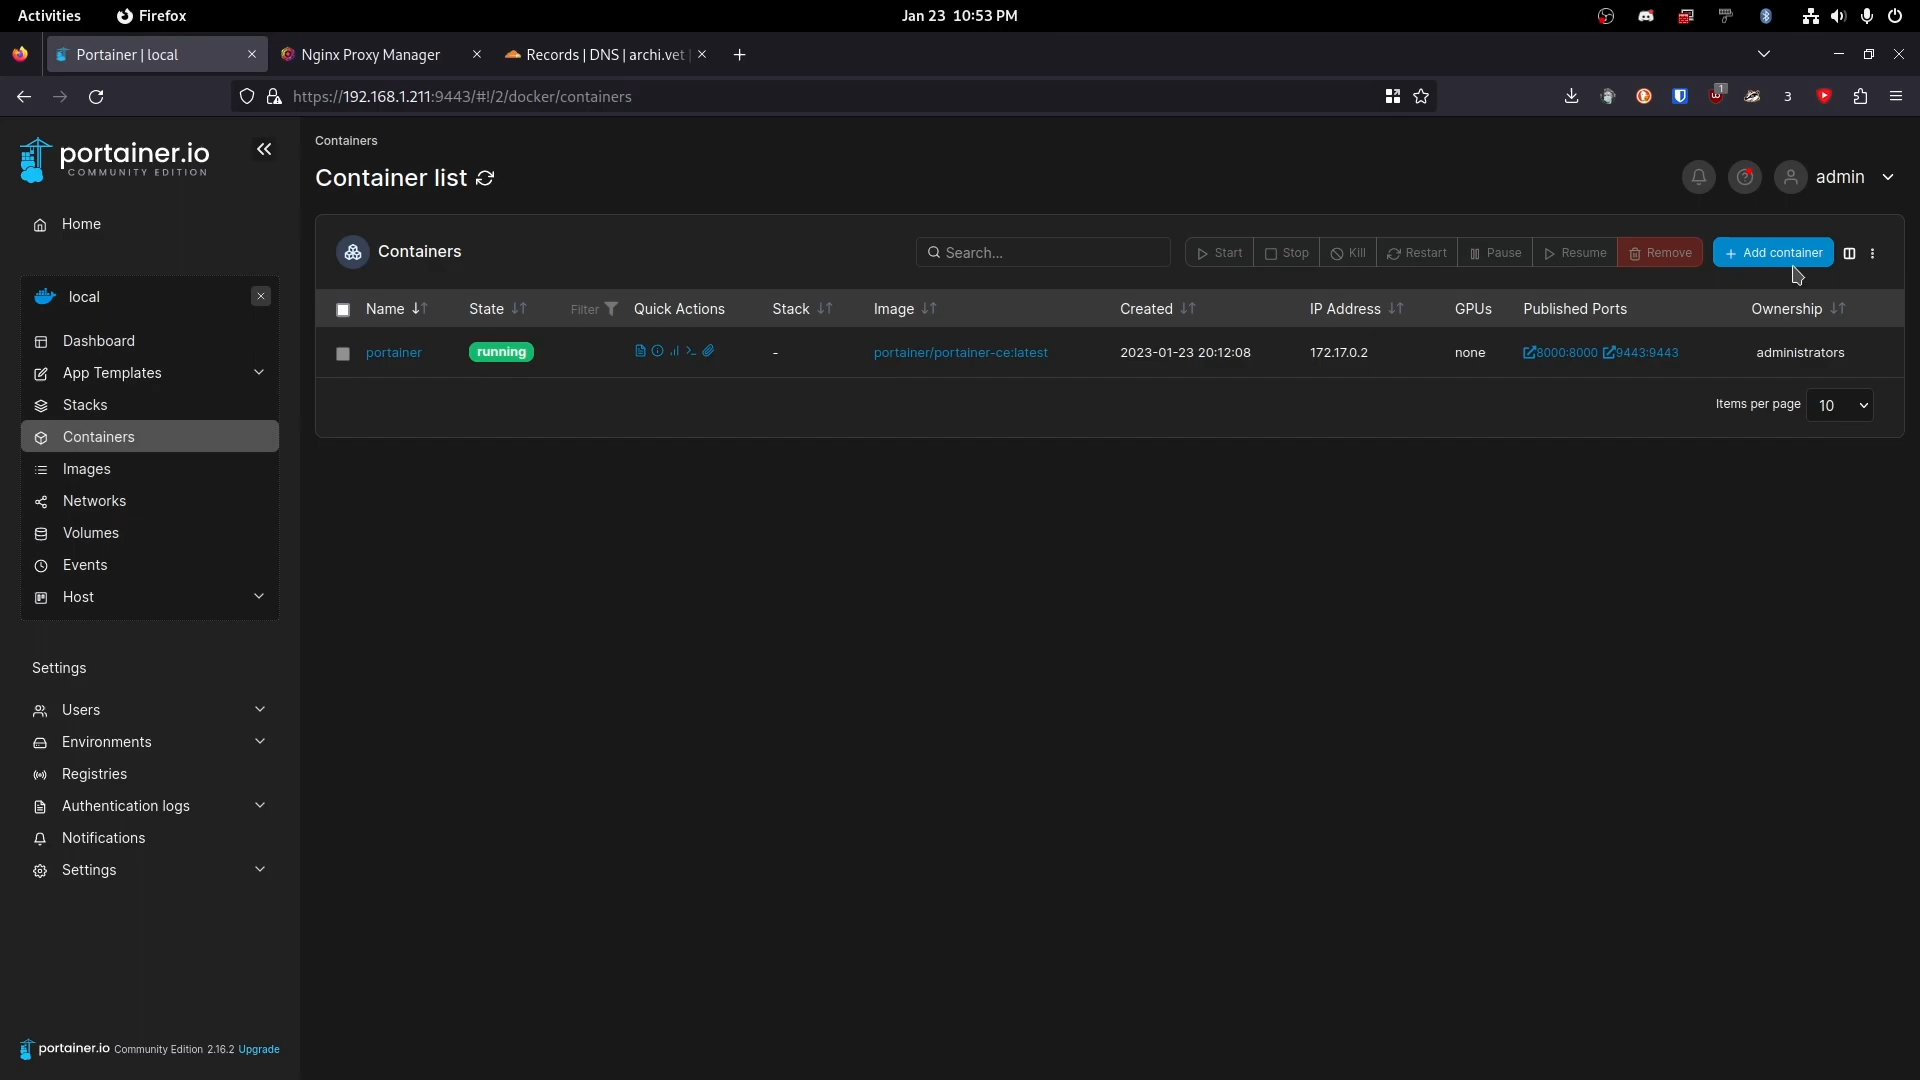 Activities Firefox Jan 23 10:53 PM
Portainer | local Nginx Proxy Manager Records | DNS | archi.vet |
https://192.168.1.211:9443/#!/2/docker/containers 1 3
portainer.io
COMMUNITY EDITION
Home
local
Dashboard
App Templates
Stacks
Containers
Images
Networks
Volumes
Events
Host
Settings
Users
Environments
Registries
Authentication logs
Notifications
Settings
portainer.io Community Edition 2.16.2 Upgrade
Containers
Container list
admin
Containers Search... Start Stop Kill Restart Pause Resume Remove + Add container
Name State Filter Quick Actions Stack Image Created IP Address GPUs Published Ports Ownership
portainer running - portainer/portainer-ce:latest 2023-01-23 20:12:08 172.17.0.2 none 8000:8000 9443:9443 administrators
Items per page 10